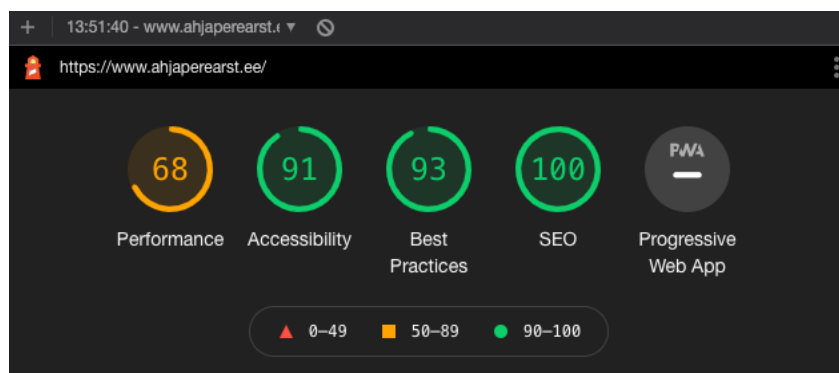 13:51:40 - www.ahjaperearst.e
https://www.ahjaperearst.ee/
68 91 93 100 PWA
Performance Accessibility Best Practices SEO Progressive Web App
0–49 50–89 90–100